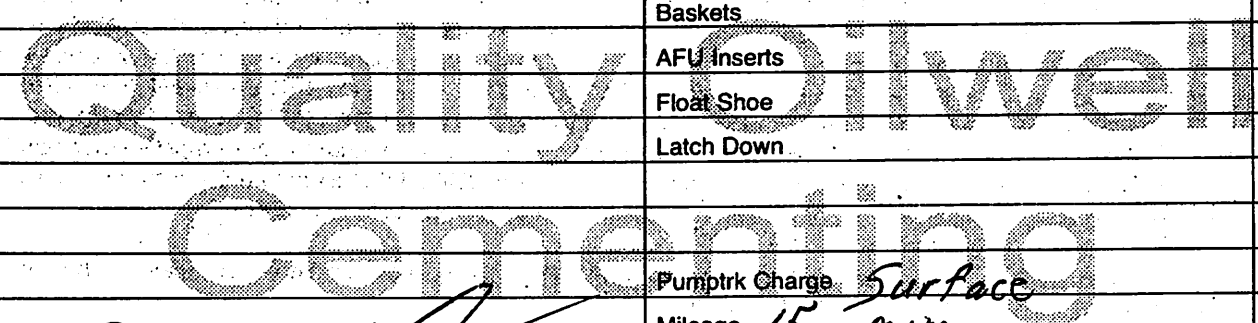 Baskets
Quality Oilwell
AFU Inserts
Float Shoe
Latch Down
Cementing
Pumptrk Charge Surface
Mileage 15